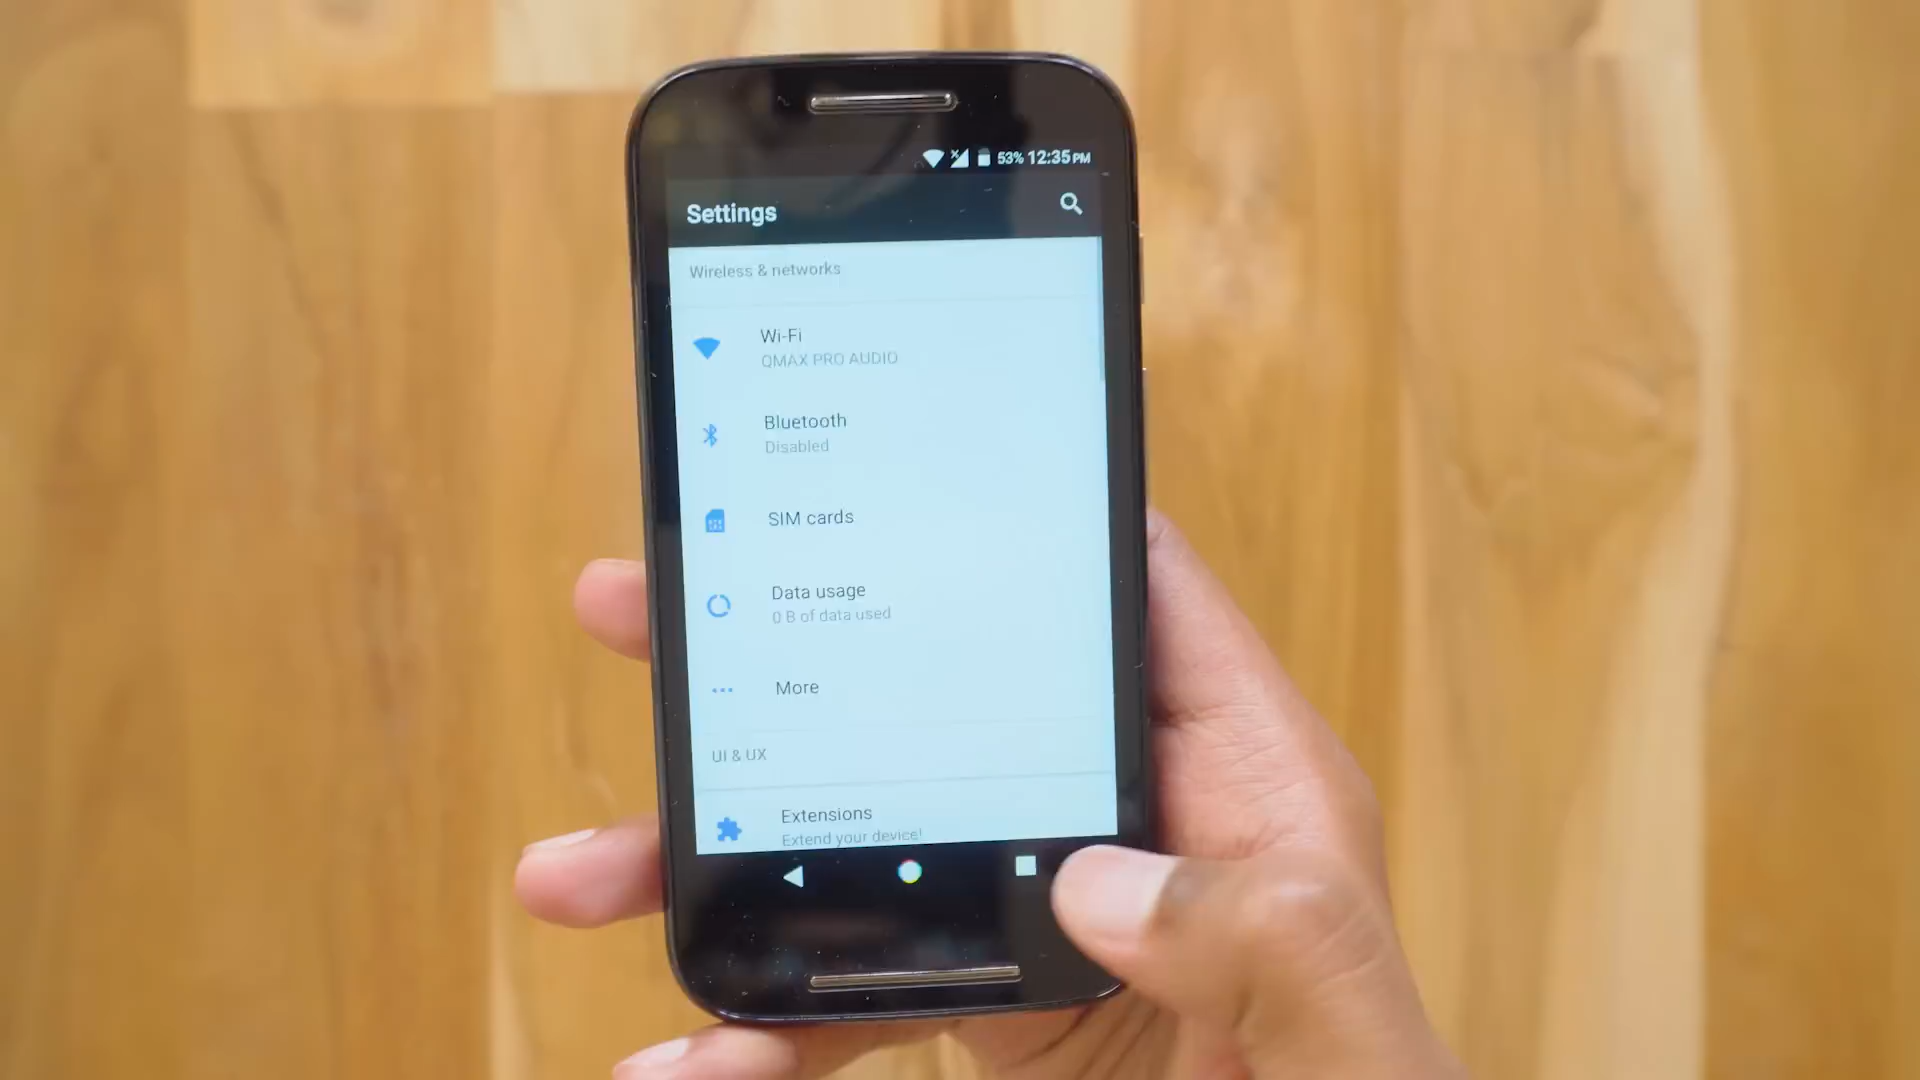 53% 12:35 PM
Settings
Wireless & networks
Wi-Fi
QMAX PRO AUDIO
Bluetooth
Disabled
SIM cards
Data usage
0 B of data used
More
UI & UX
Extensions
Extend your device!